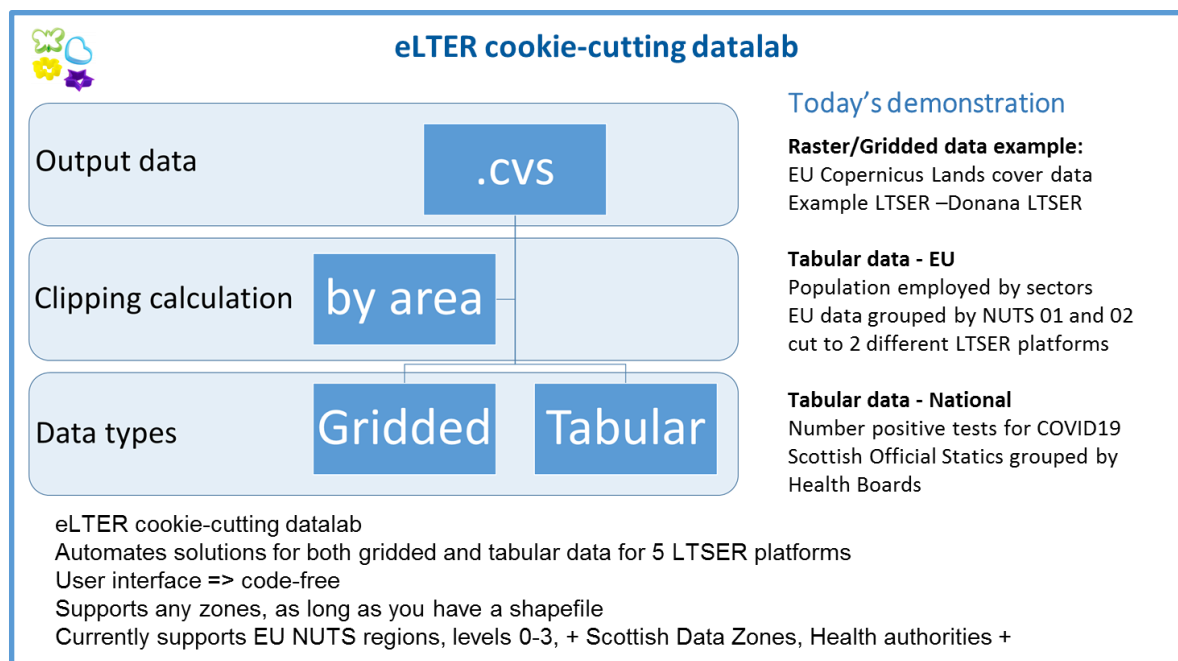 eLTER cookie-cutting datalab
Output data
.cvs
Clipping calculation
by area
Data types
Gridded
Tabular
Today's demonstration
Raster/Gridded data example:
EU Copernicus Lands cover data
Example LTSER –Donana LTSER
Tabular data - EU
Population employed by sectors
EU data grouped by NUTS 01 and 02
cut to 2 different LTSER platforms
Tabular data - National
Number positive tests for COVID19
Scottish Official Statics grouped by
Health Boards
eLTER cookie-cutting datalab
Automates solutions for both gridded and tabular data for 5 LTSER platforms
User interface => code-free
Supports any zones, as long as you have a shapefile
Currently supports EU NUTS regions, levels 0-3, + Scottish Data Zones, Health authorities +